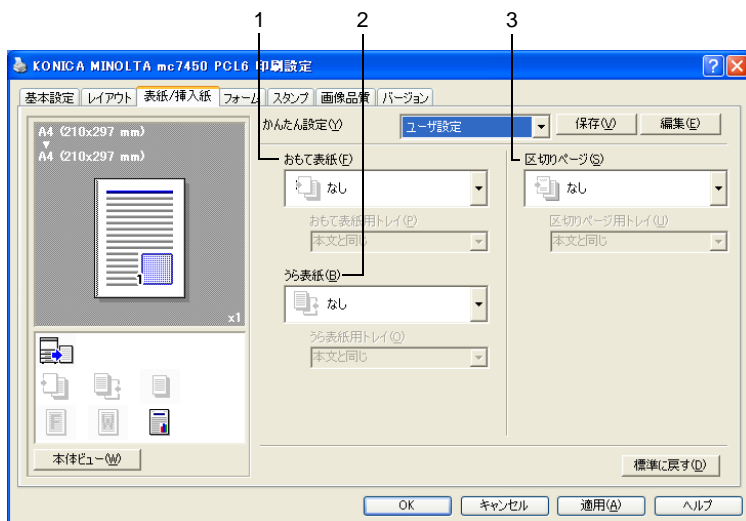 1
2
3
KONICA MINOLTA mc7450 PCL6 印刷設定
基本設定 レイアウト 表紙/挿入紙 フォーム スタンプ 画像品質 バージョン
A4 (210x297 mm)
A4 (210x297 mm)
1
x1
本体ビュー(W)
かんたん設定(Y)
ユーザ設定
保存(V)
編集(E)
おもて表紙(F)
なし
おもて表紙用トレイ(P)
本文と同じ
うら表紙(B)
なし
うら表紙用トレイ(O)
本文と同じ
区切りページ(S)
なし
区切りページ用トレイ(U)
本文と同じ
標準に戻す(D)
OK
キャンセル
適用(A)
ヘルプ